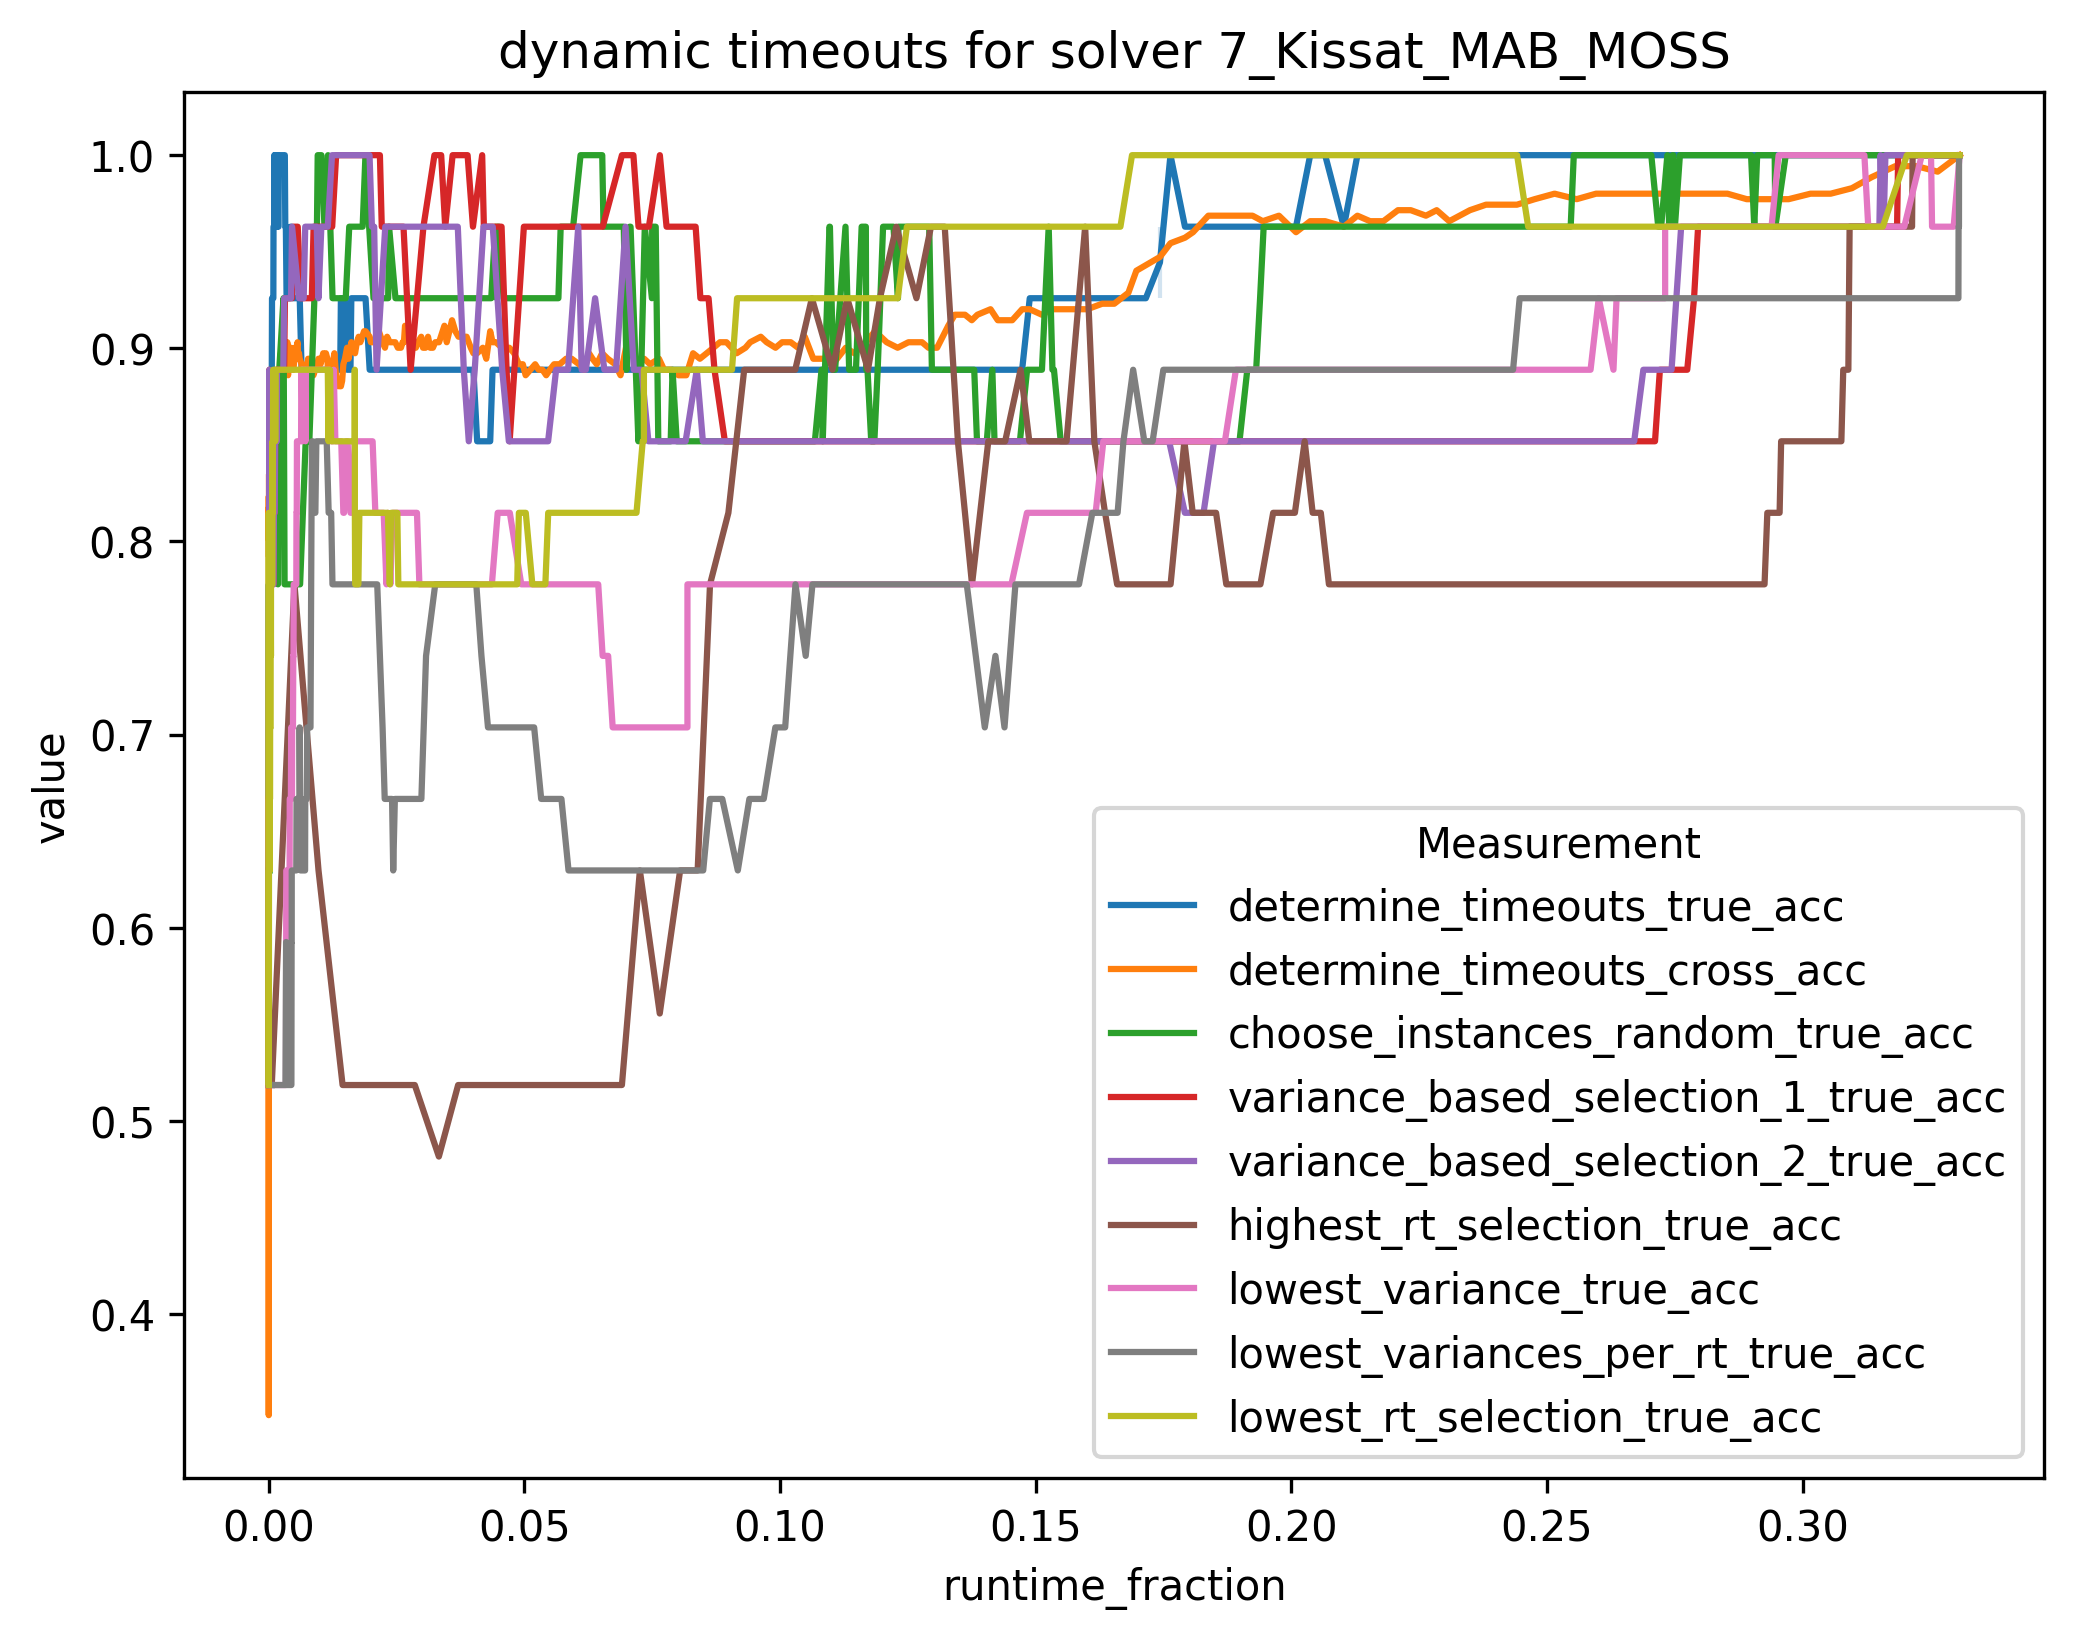 dynamic timeouts for solver 7_Kissat_MAB_MOSS
1.0
0.9
0.8
0.7
0.6
0.5
0.4
value
0.00
0.05
0.10
0.15
0.20
0.25
0.30
runtime_fraction
Measurement
determine_timeouts_true_acc
determine_timeouts_cross_acc
choose_instances_random_true_acc
variance_based_selection_1_true_acc
variance_based_selection_2_true_acc
highest_rt_selection_true_acc
lowest_variance_true_acc
lowest_variances_per_rt_true_acc
lowest_rt_selection_true_acc